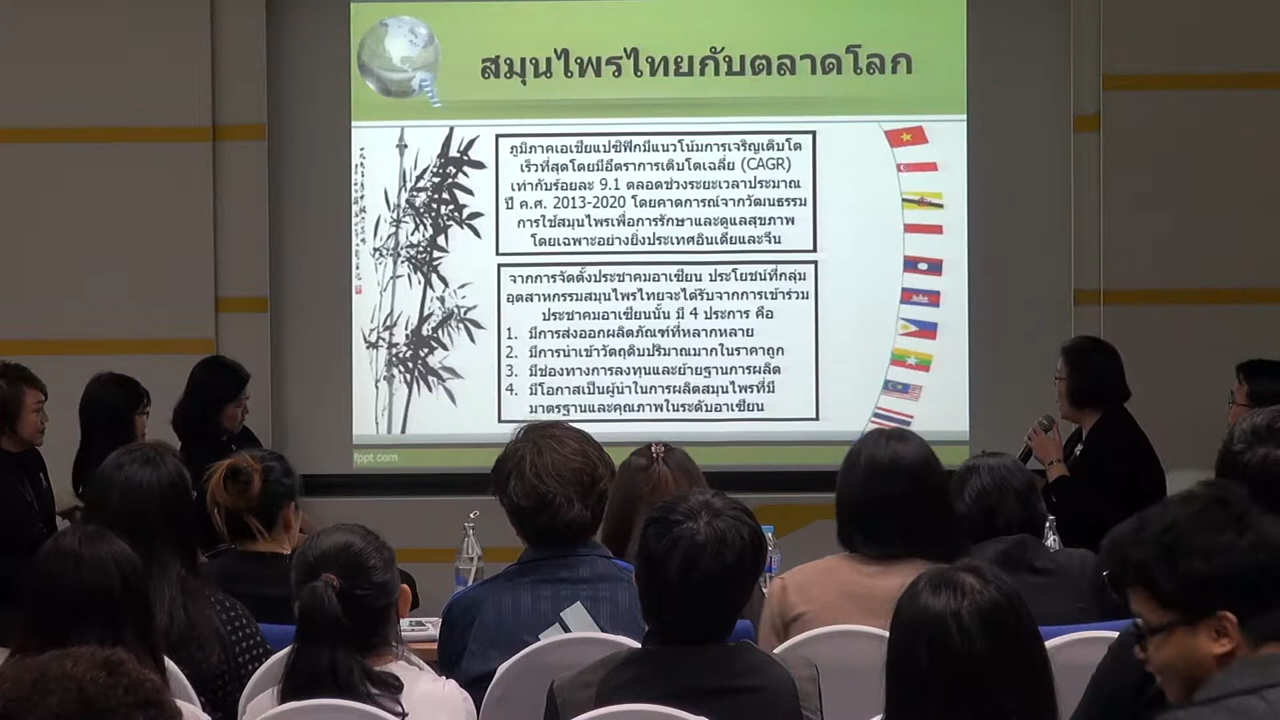 สมุนไพรไทยกับตลาดโลก
ภูมิภาคเอเชียแปซิฟิกมีแนวโน้มการเจริญเติบโต
เร็วที่สุดโดยมีอัตราการเติบโตเฉลี่ย (CAGR)
เท่ากับร้อยละ 9.1 ตลอดช่วงระยะเวลาประมาณ
ปี ค.ศ. 2013-2020 โดยคาดการณ์จากวัฒนธรรม
การใช้สมุนไพรเพื่อการรักษาและดูแลสุขภาพ
โดยเฉพาะอย่างยิ่งประเทศอินเดียและจีน
จากการจัดตั้งประชาคมอาเซียน ประโยชน์ที่กลุ่ม
อุตสาหกรรมสมุนไพรไทยจะได้รับจากการเข้าร่วม
ประชาคมอาเซียนนั้น มี 4 ประการ คือ
1. มีการส่งออกผลิตภัณฑ์ที่หลากหลาย
2. มีการนำเข้าวัตถุดิบปริมาณมากในราคาถูก
3. มีช่องทางการลงทุนและย้ายฐานการผลิต
4. มีโอกาสเป็นผู้นำในการผลิตสมุนไพรที่มี
มาตรฐานและคุณภาพในระดับอาเซียน
fppt.com